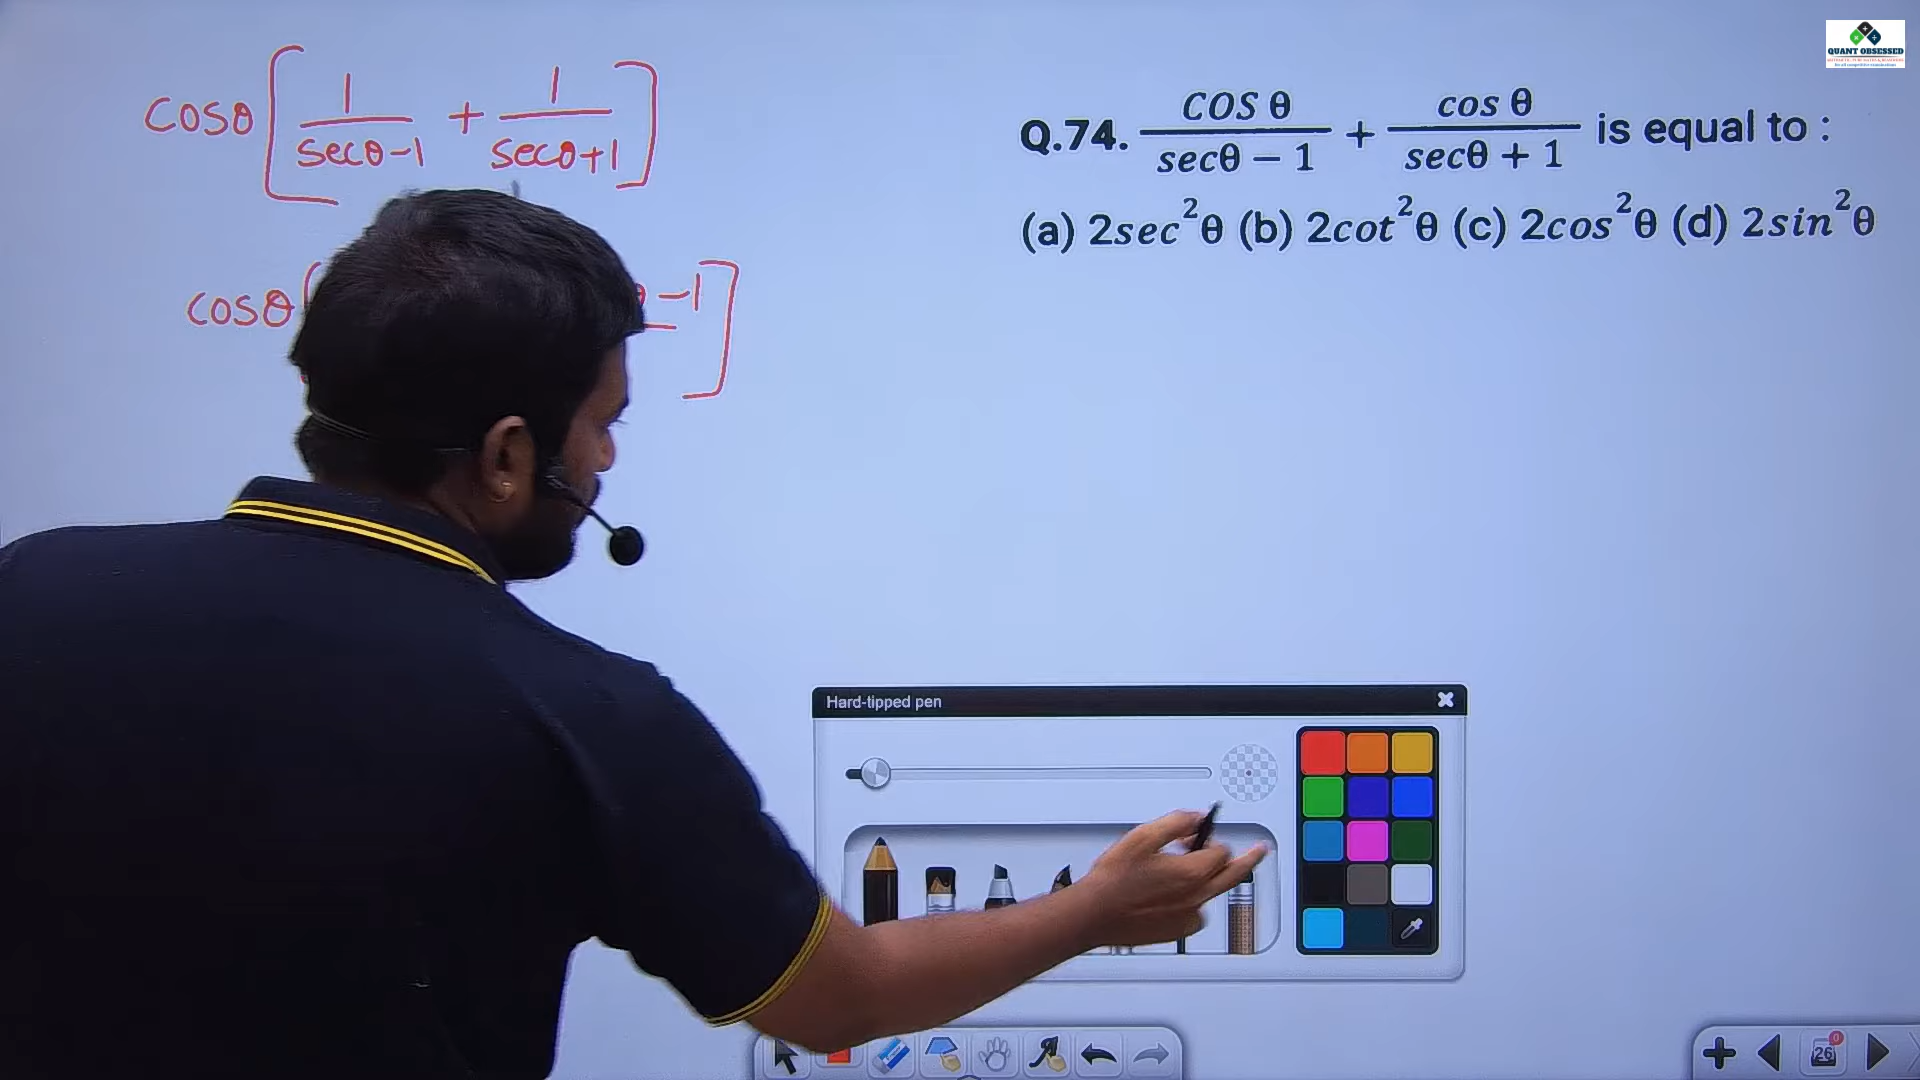 cosθ [ 1/(secθ-1) + 1/(secθ+1) ]
cosθ [ θ -1 ]
Q.74. COS θ/(secθ − 1) + cos θ/(secθ + 1) is equal to :
(a) 2sec²θ (b) 2cot²θ (c) 2cos²θ (d) 2sin²θ
QUANT OBSESSED
Hard-tipped pen
26
0